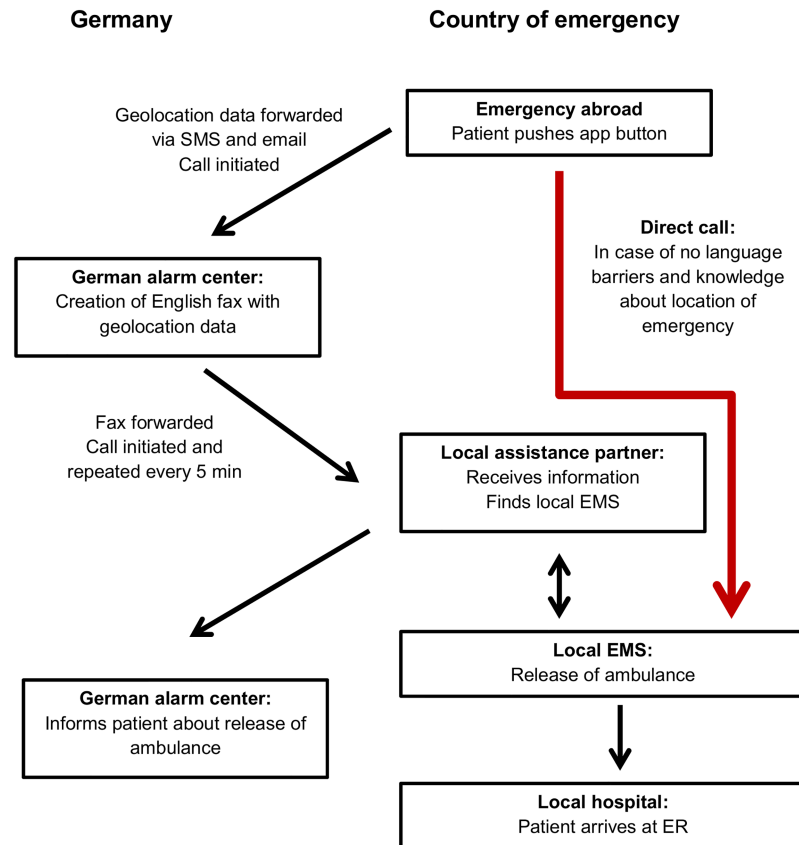 Germany
Country of emergency
Emergency abroad
Patient pushes app button
Geolocation data forwarded
via SMS and email
Call initiated
Direct call:
In case of no language
barriers and knowledge
about location of
emergency
German alarm center:
Creation of English fax with
geolocation data
Fax forwarded
Call initiated and
repeated every 5 min
Local assistance partner:
Receives information
Finds local EMS
Local EMS:
Release of ambulance
German alarm center:
Informs patient about release of
ambulance
Local hospital:
Patient arrives at ER